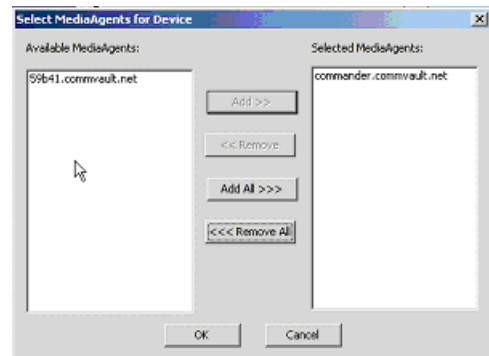 Select MediaAgents for Device
Available MediaAgents:
Selected MediaAgents:
59b41.commvault.net
commander.commvault.net
Add >>
<< Remove
Add All >>>
<<< Remove All
OK
Cancel